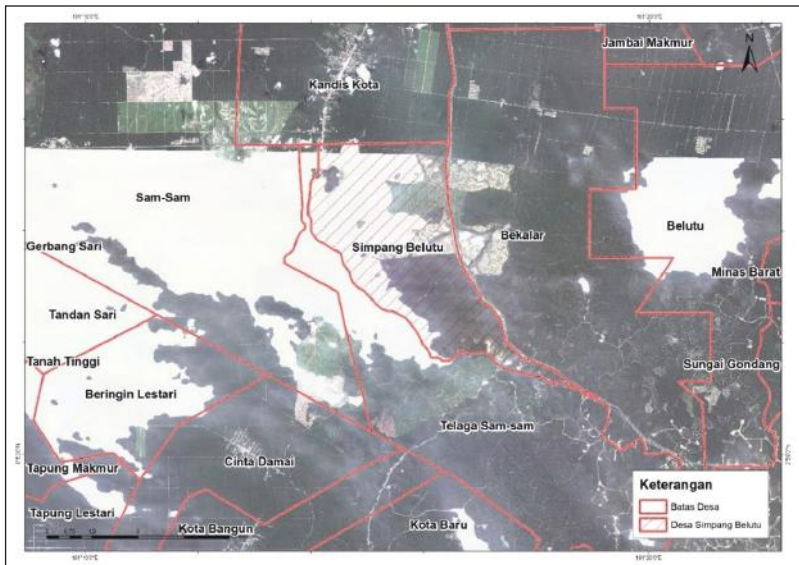 N
Jambai Makmur
Kandis Kota
Sam-Sam
Simpang Belutu
Bekalar
Belutu
Gerbang Sari
Minas Barat
Tandan Sari
Tanah Tinggi
Beringin Lestari
Sungai Gondang
Telaga Sam-sam
Cinta Damai
Tapung Makmur
Tapung Lestari
Kota Bangun
Kota Baru
Keterangan
Batas Desa
Desa Simpang Belutu